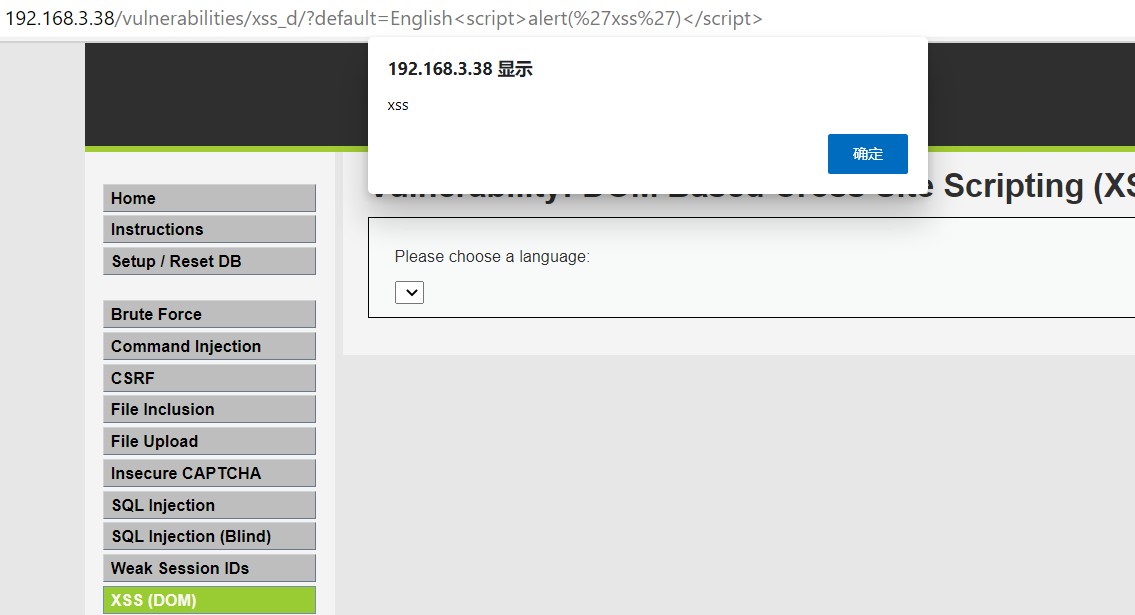 192.168.3.38/vulnerabilities/xss_d/?default=English<script>alert(%27xss%27)</script>
192.168.3.38 显示
xss
确定
Vulnerability: DOM Based Cross Site Scripting (XS
Please choose a language:
Home
Instructions
Setup / Reset DB
Brute Force
Command Injection
CSRF
File Inclusion
File Upload
Insecure CAPTCHA
SQL Injection
SQL Injection (Blind)
Weak Session IDs
XSS (DOM)